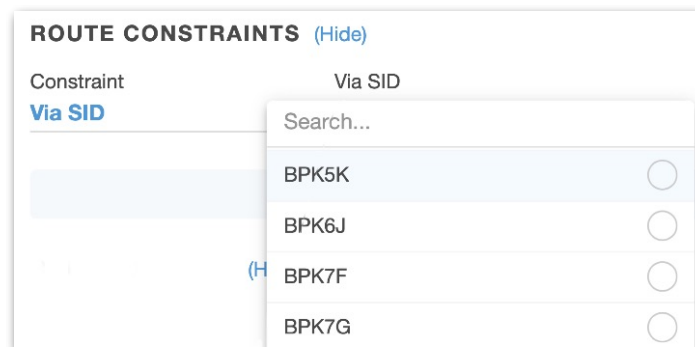 ROUTE CONSTRAINTS (Hide)
Constraint Via SID
Via SID
Search...
BPK5K
BPK6J
(H
BPK7F
BPK7G